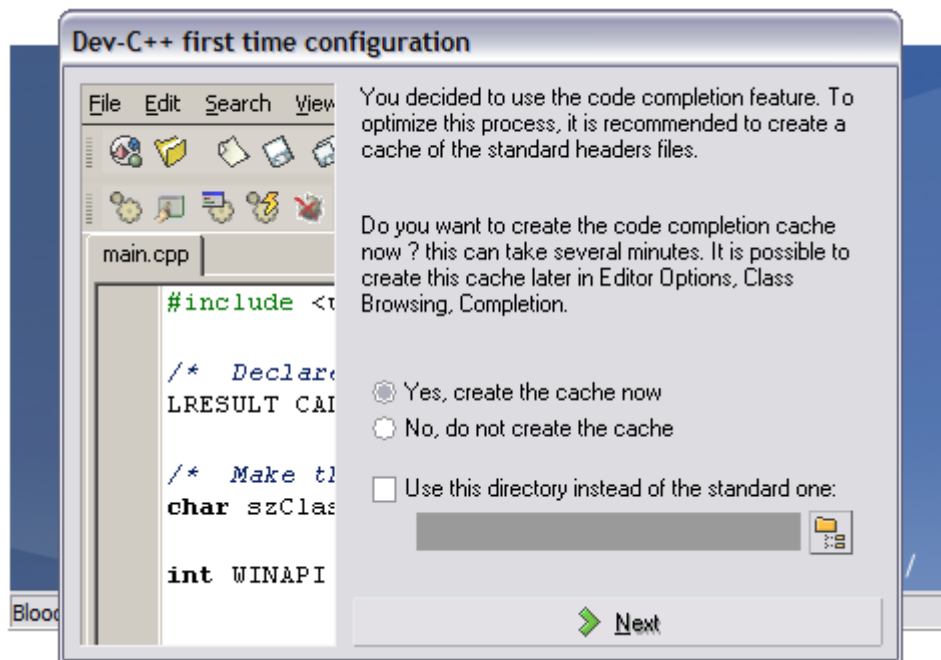 Dev-C++ first time configuration
File Edit Search View
main.cpp
#include
/* Declare
LRESULT
/* Make
char
int WINAPI
You decided to use the code completion feature. To
optimize this process, it is recommended to create a
cache of the standard headers files.
Do you want to create the code completion cache
now ? this can take several minutes. It is possible to
create this cache later in Editor Options, Class
Browsing, Completion.
Yes, create the cache now
No, do not create the cache
Use this directory instead of the standard one:
Next